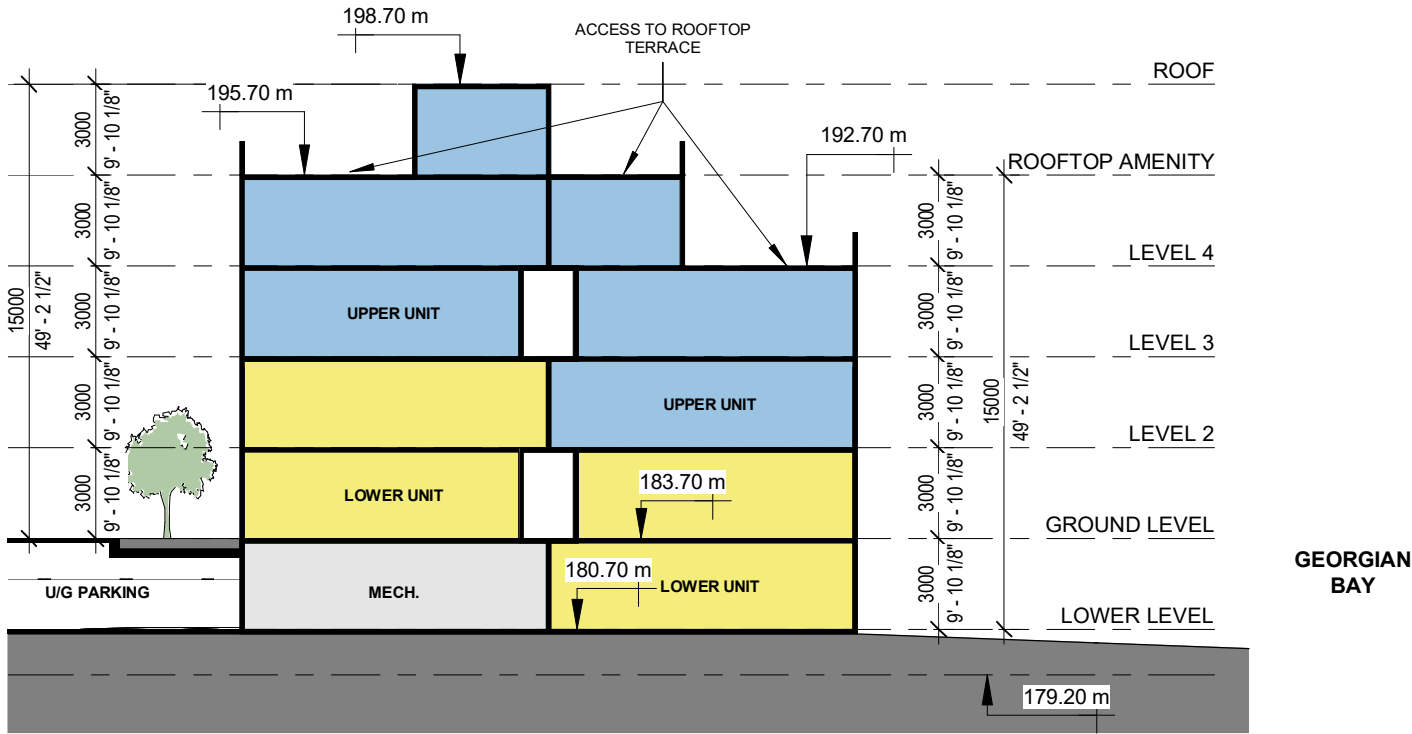 198.70 m
ACCESS TO ROOFTOP
TERRACE
ROOF
195.70 m
192.70 m
ROOFTOP AMENITY
3000
9' - 10 1/8"
3000
9' - 10 1/8"
3000
9' - 10 1/8"
3000
9' - 10 1/8"
3000
9' - 10 1/8"
15000
49' - 2 1/2"
LEVEL 4
UPPER UNIT
LEVEL 3
UPPER UNIT
LEVEL 2
LOWER UNIT
183.70 m
GROUND LEVEL
3000
9' - 10 1/8"
3000
9' - 10 1/8"
3000
9' - 10 1/8"
3000
9' - 10 1/8"
3000
9' - 10 1/8"
15000
49' - 2 1/2"
U/G PARKING
MECH.
180.70 m
LOWER UNIT
LOWER LEVEL
GEORGIAN
BAY
179.20 m